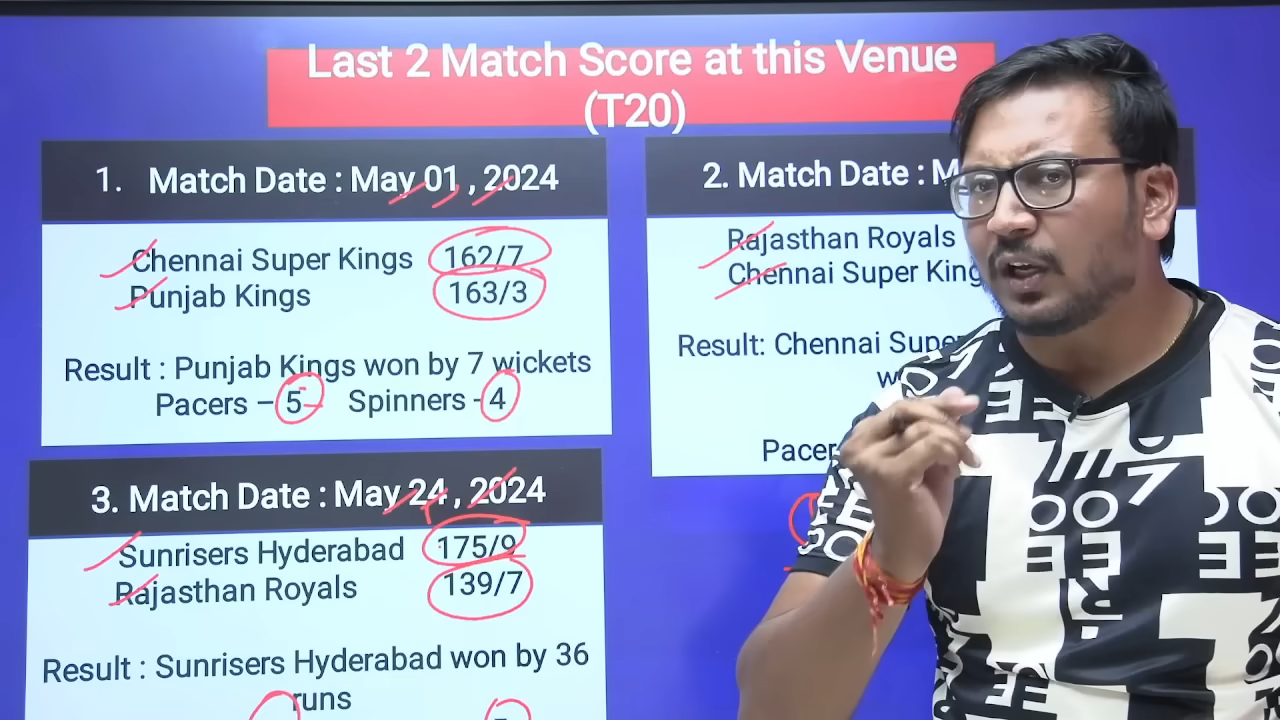 Last 2 Match Score at this Venue
(T20)
1. Match Date : May 01 , 2024
Chennai Super Kings 162/7
Punjab Kings 163/3
Result : Punjab Kings won by 7 wickets
Pacers – 5 Spinners - 4
2. Match Date :
Rajasthan Royals
Chennai Super King
Result: Chennai Supe
Pacer
3. Match Date : May 24 , 2024
Sunrisers Hyderabad 175/9
Rajasthan Royals 139/7
Result : Sunrisers Hyderabad won by 36
runs